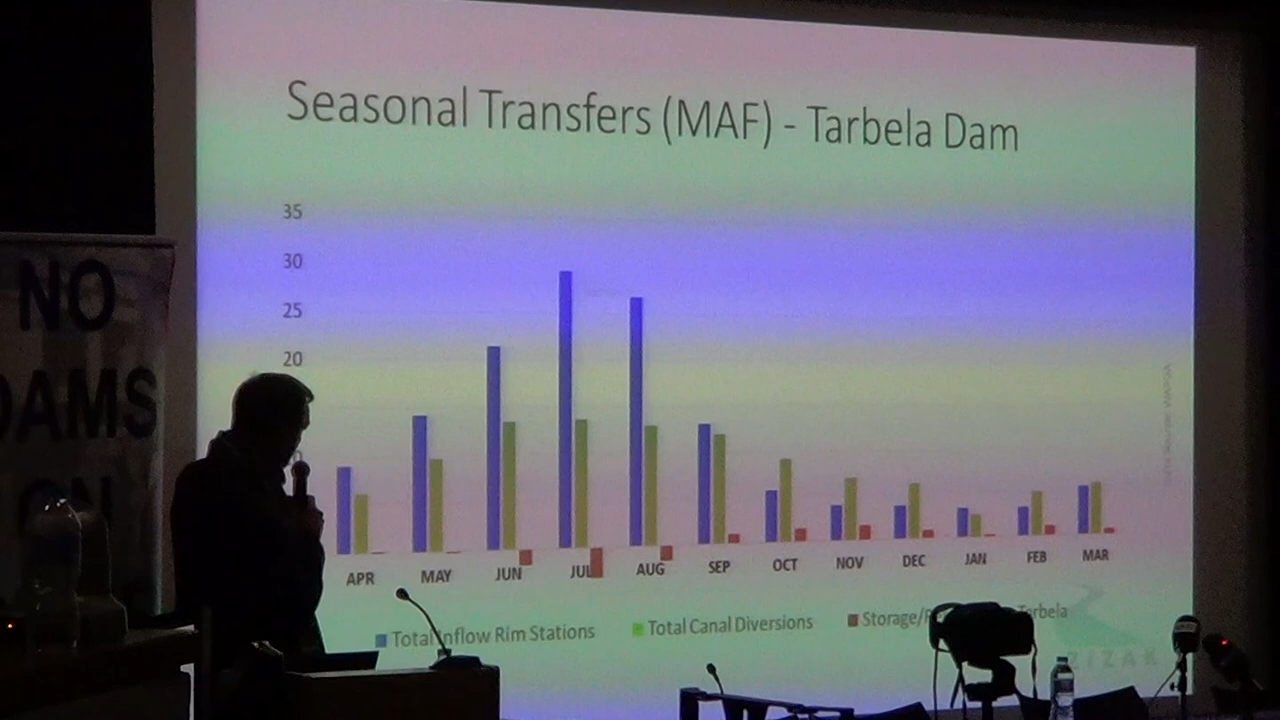 Seasonal Transfers (MAF) - Tarbela Dam
35
30
25
20
NO
DAMS
ON
APR MAY JUN JUL AUG SEP OCT NOV DEC JAN FEB MAR
Total Inflow Rim Stations Total Canal Diversions Storage/ Tarbela